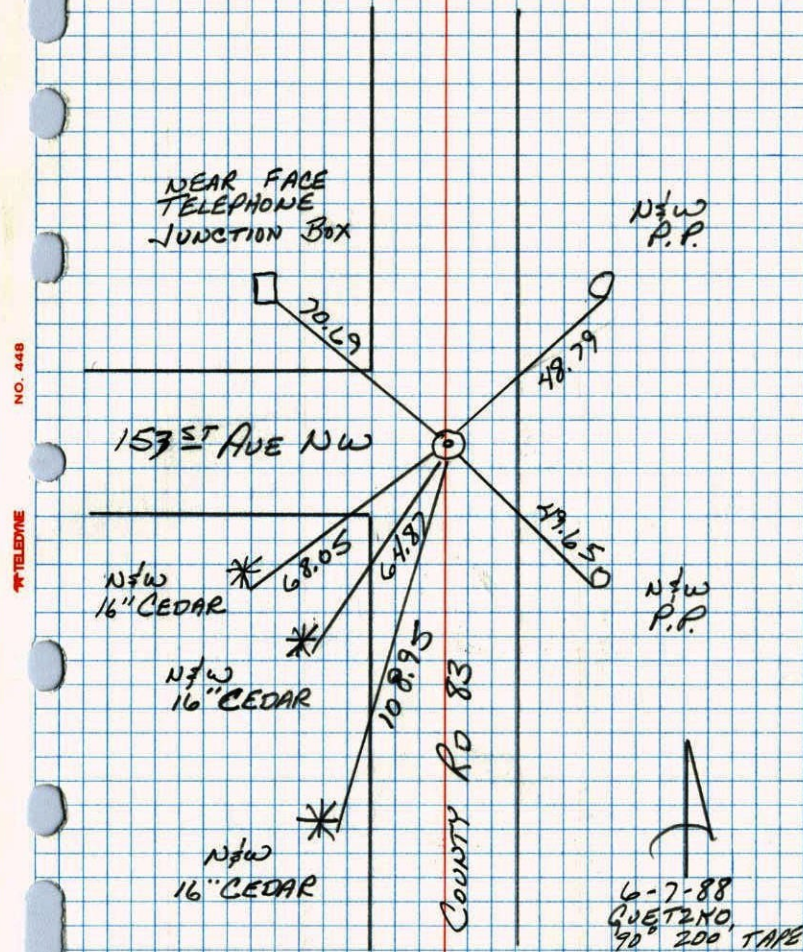 NEAR FACE
TELEPHONE
JUNCTION BOX
N&W
P.P.
70.69
48.79
NO. 448
153 ST AVE NW
TELEDYNE
68.05
64.87
49.65
N&W
16" CEDAR
N&W
P.P.
N&W
16" CEDAR
108.95
COUNTY RD 83
N&W
16" CEDAR
6-7-88
GUETZKO
90° 200' TAPE